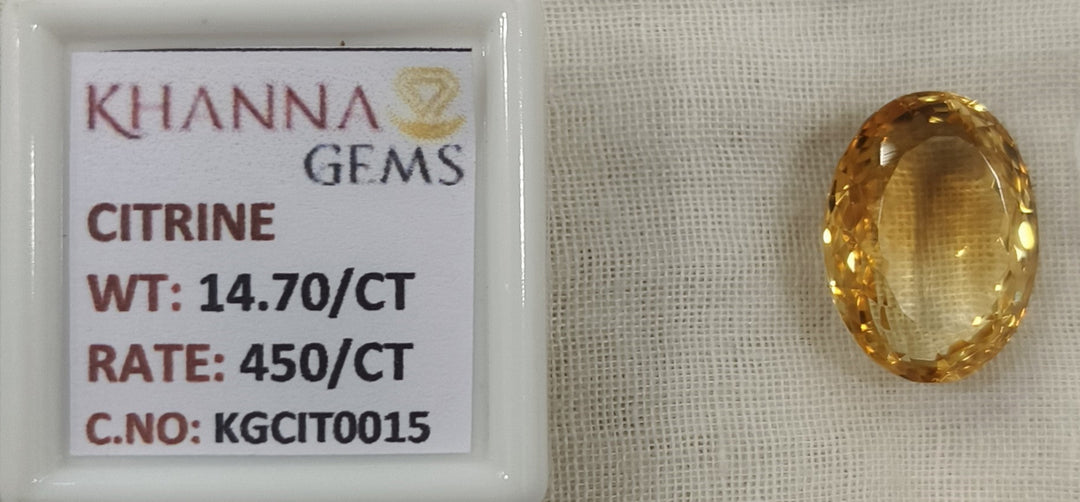 KHANNA
GEMS
CITRINE
WT: 14.70/CT
RATE: 450/CT
C.NO: KGCIT0015